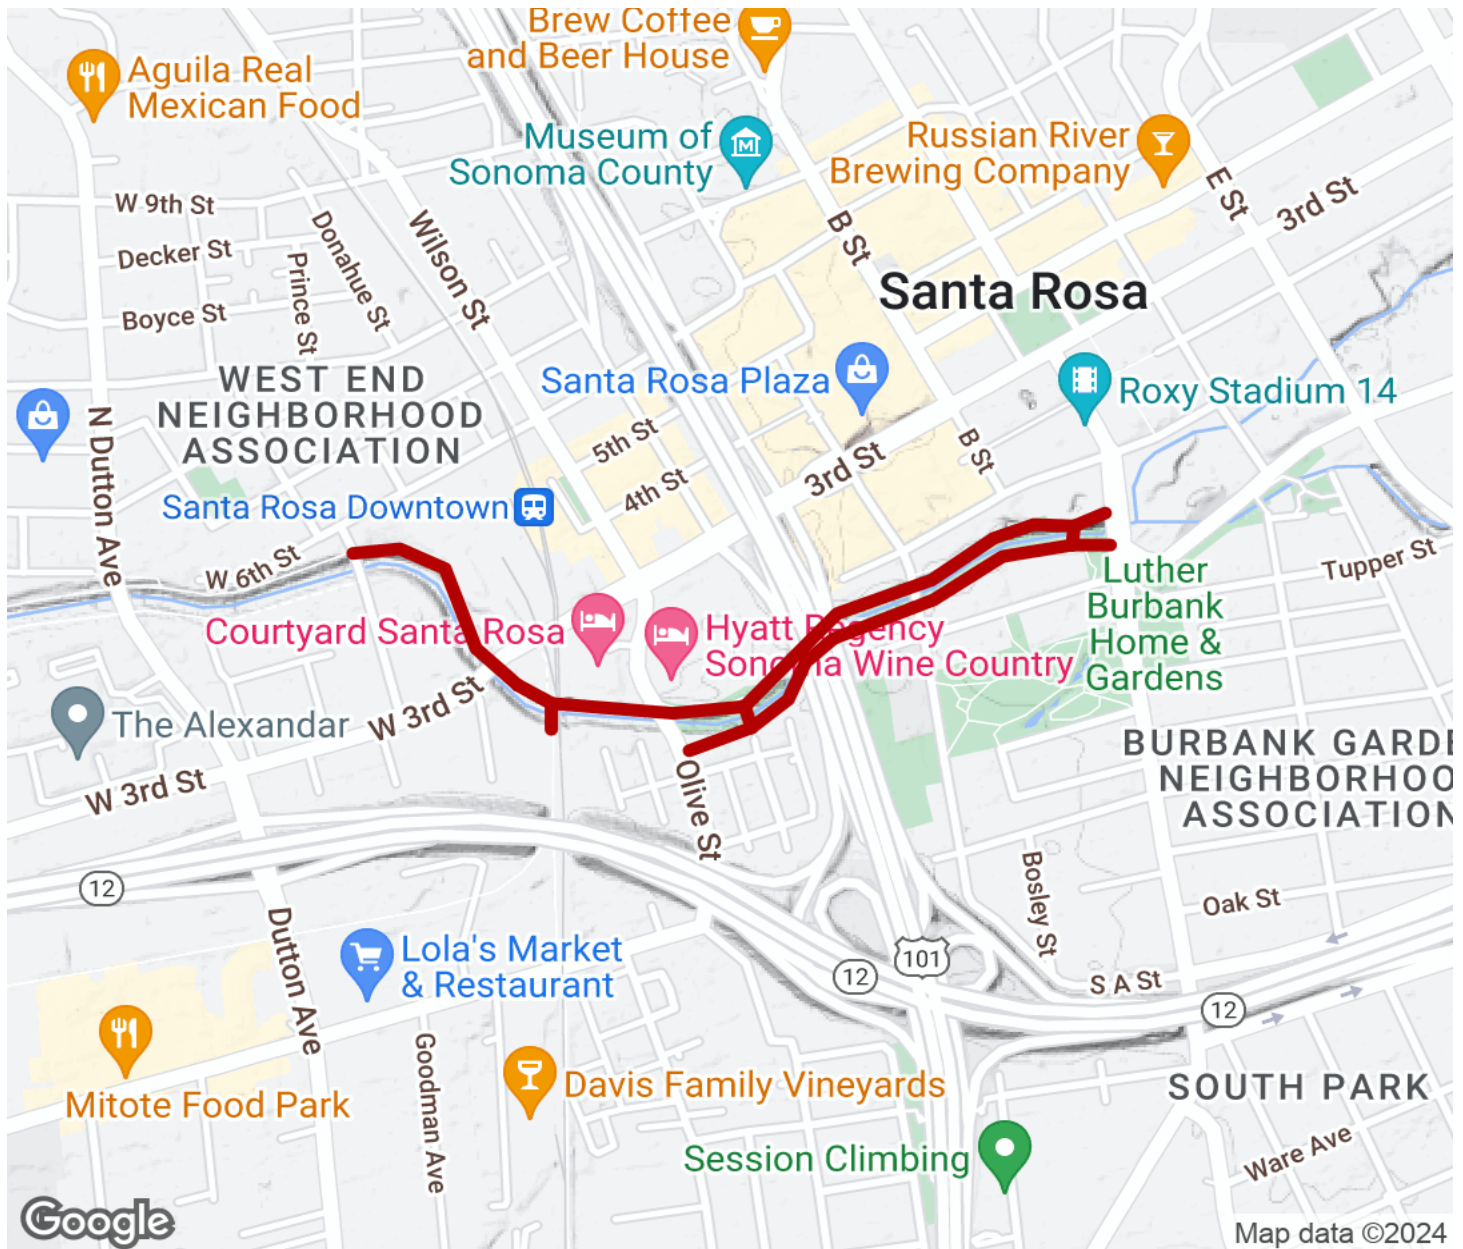 Brew Coffee
and Beer House
Aguila Real
Mexican Food
Museum of
Sonoma County
Russian River
Brewing Company
W 9th St
Decker St
Boyce St
Prince St
Donahue St
Wilson St
B St
E St
3rd St
Santa Rosa
WEST END
NEIGHBORHOOD
ASSOCIATION
N Dutton Ave
Santa Rosa Plaza
Roxy Stadium 14
5th St
4th St
3rd St
B St
Santa Rosa Downtown
W 6th St
Tupper St
Courtyard Santa Rosa
Hyatt Regency
Sonoma Wine Country
Luther
Burbank
Home &
Gardens
The Alexandar
W 3rd St
W 3rd St
Olive St
BURBANK GARDE
NEIGHBORHOO
ASSOCIATION
12
Bosley St
Oak St
Dutton Ave
Lola's Market
& Restaurant
101
12
S A St
12
Goodman Ave
Mitote Food Park
Davis Family Vineyards
SOUTH PARK
Session Climbing
Ware Ave
Google
Map data ©2024